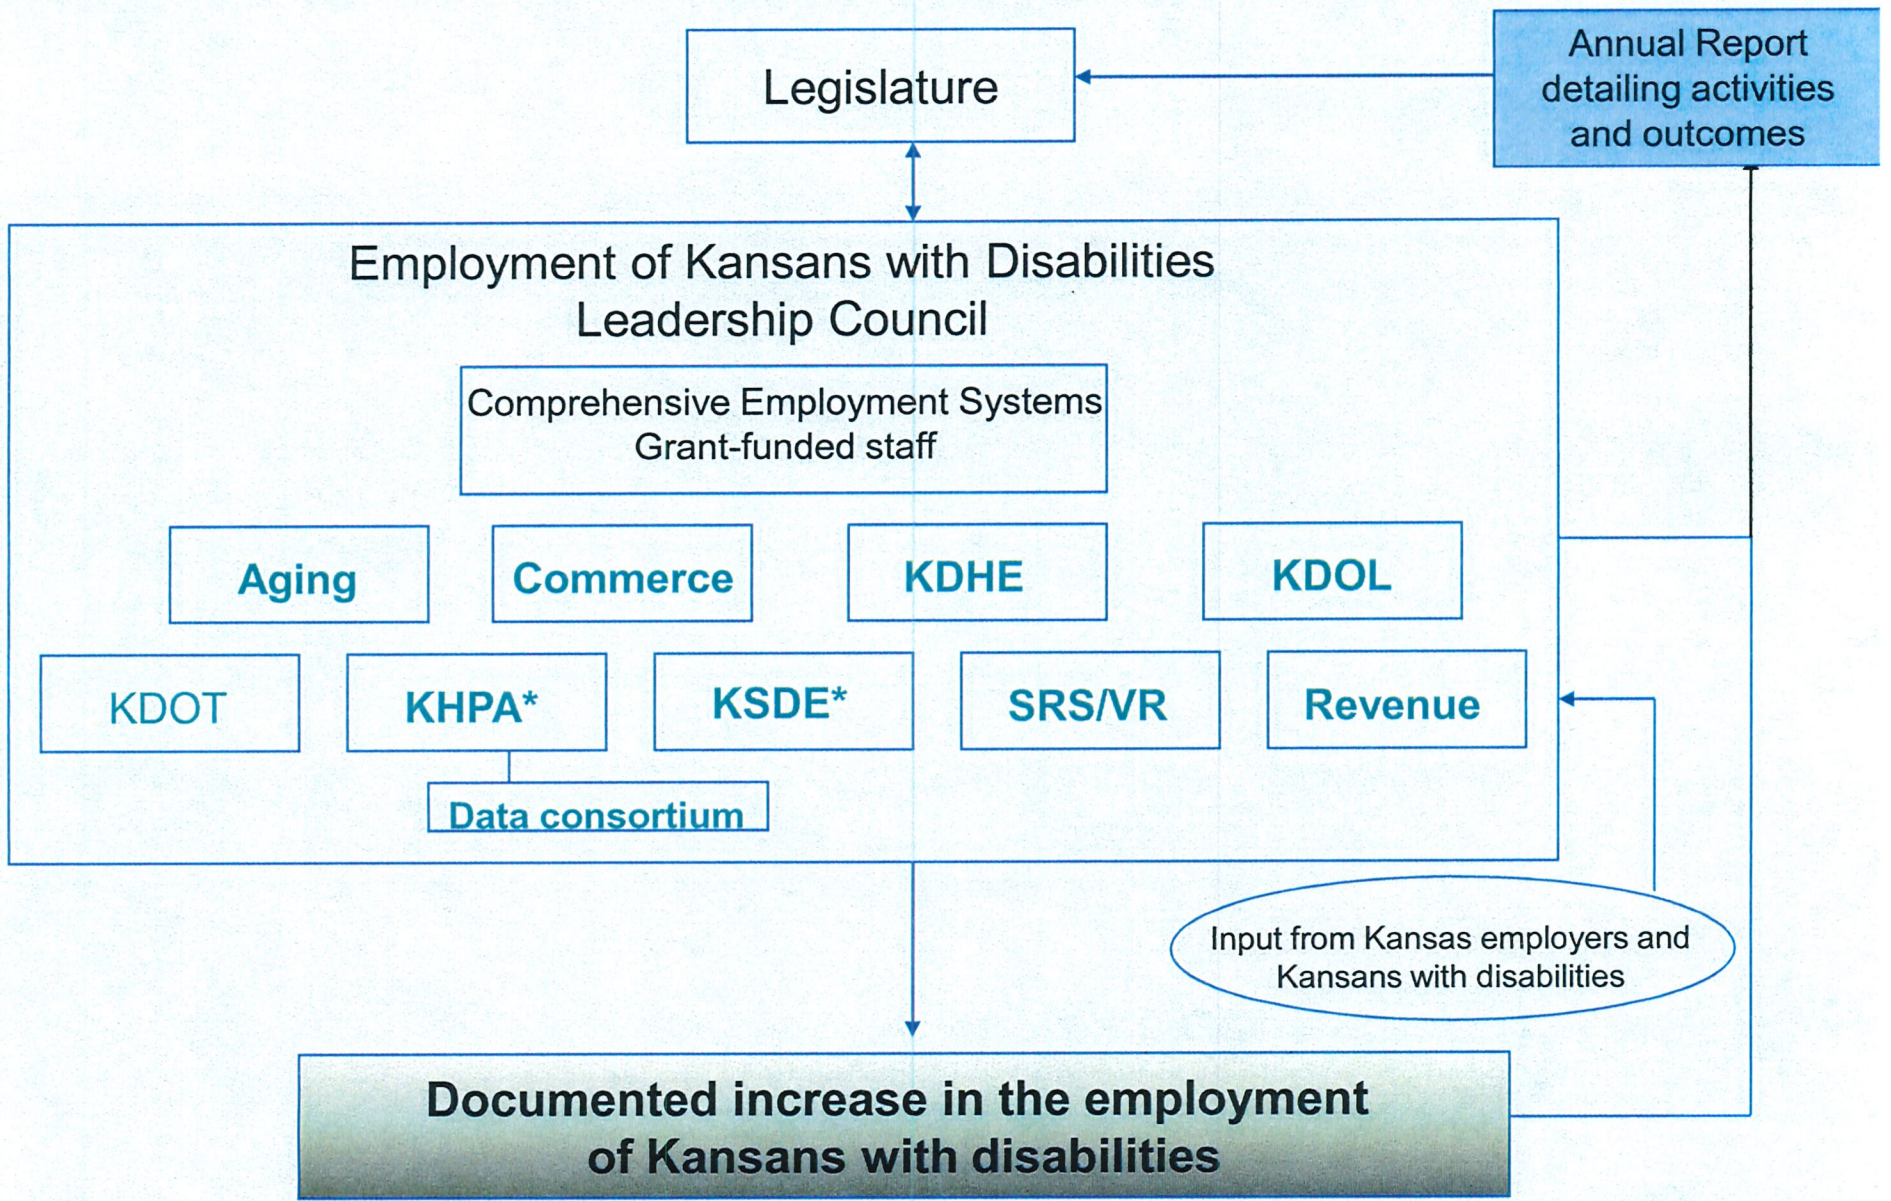 Legislature
Annual Report
detailing activities
and outcomes
Employment of Kansans with Disabilities
Leadership Council
Comprehensive Employment Systems
Grant-funded staff
Aging
Commerce
KDHE
KDOL
KDOT
KHPA*
KSDE*
SRS/VR
Revenue
Data consortium
Input from Kansas employers and
Kansans with disabilities
Documented increase in the employment
of Kansans with disabilities